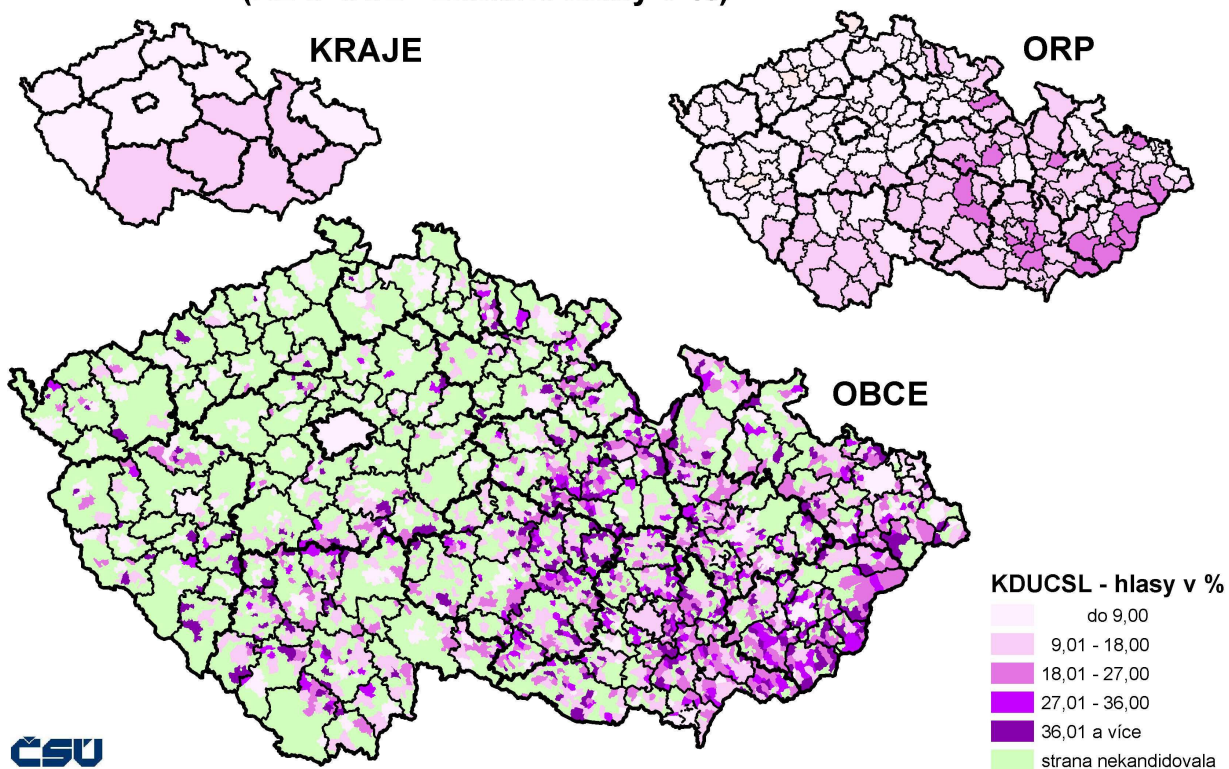 KRAJE
ORP
OBCE
KDUCSL - hlasy v %
do 9,00
9,01 - 18,00
18,01 - 27,00
27,01 - 36,00
36,01 a více
strana nekandidovala
ČSÚ